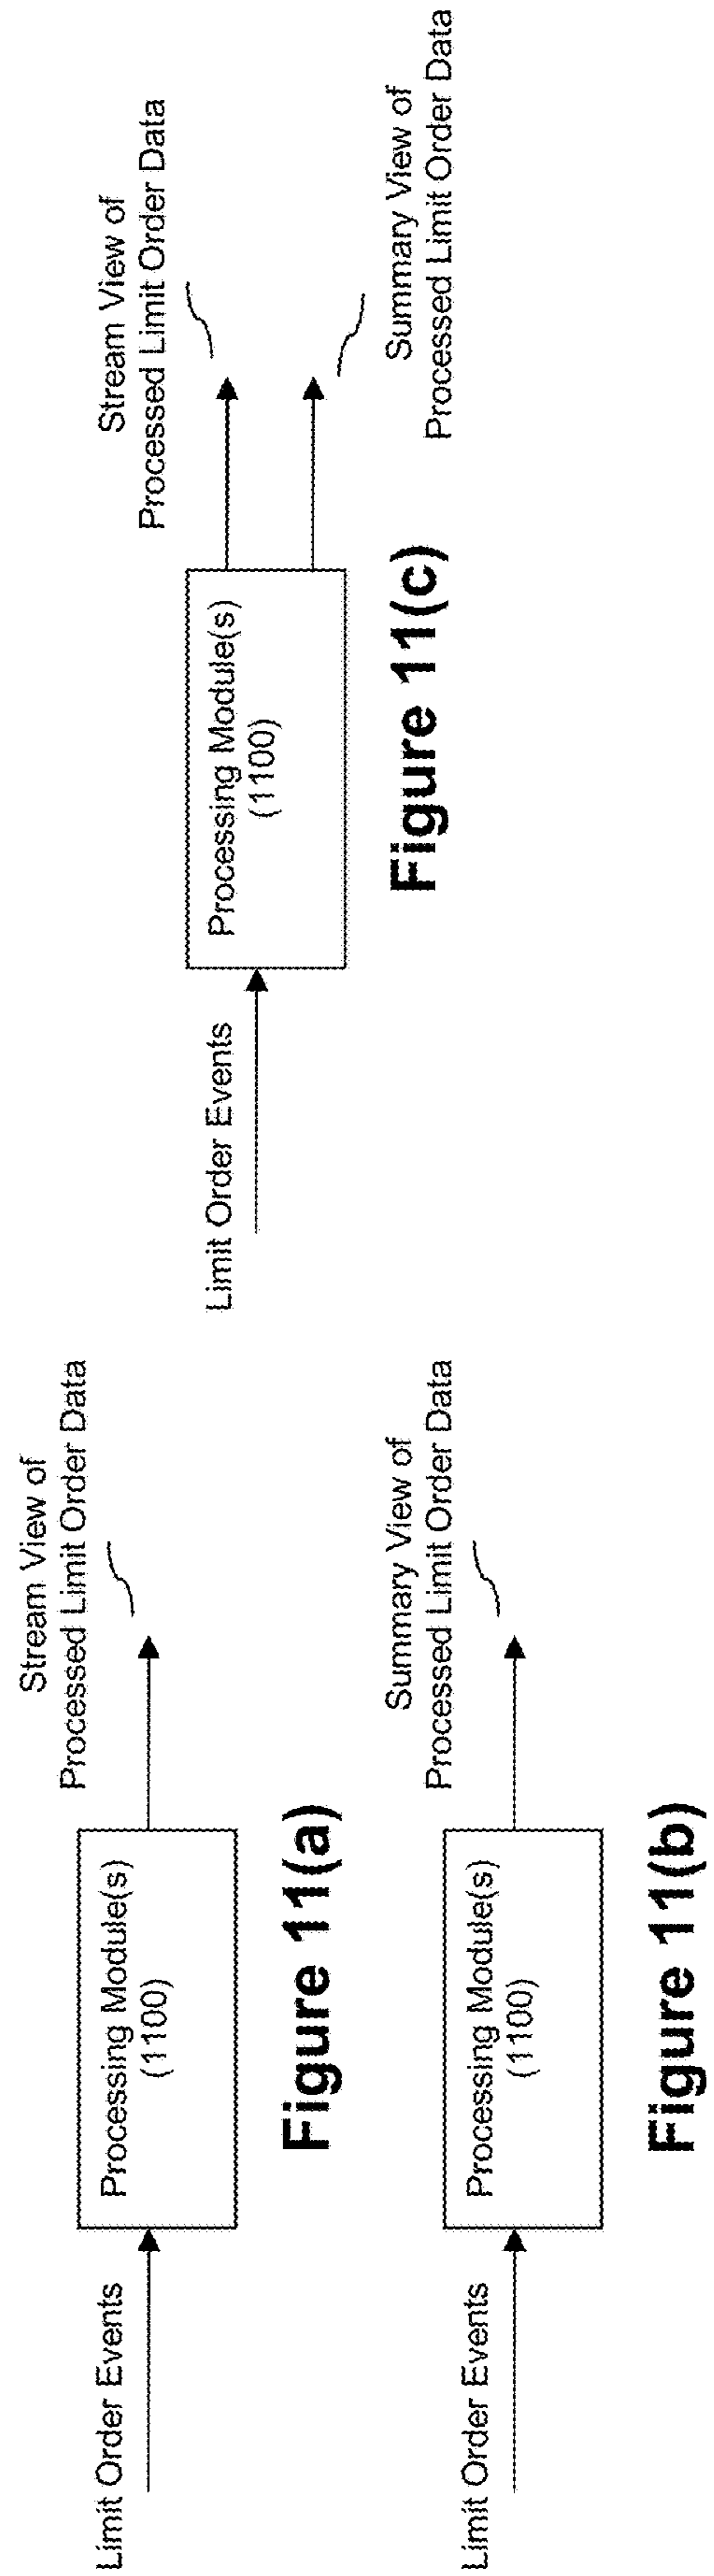 Limit Order Events
Processing Module(s)
(1100)
Stream View of
Processed Limit Order Data
Figure 11(a)
Limit Order Events
Processing Module(s)
(1100)
Summary View of
Processed Limit Order Data
Figure 11(b)
Limit Order Events
Processing Module(s)
(1100)
Stream View of
Processed Limit Order Data
Summary View of
Processed Limit Order Data
Figure 11(c)